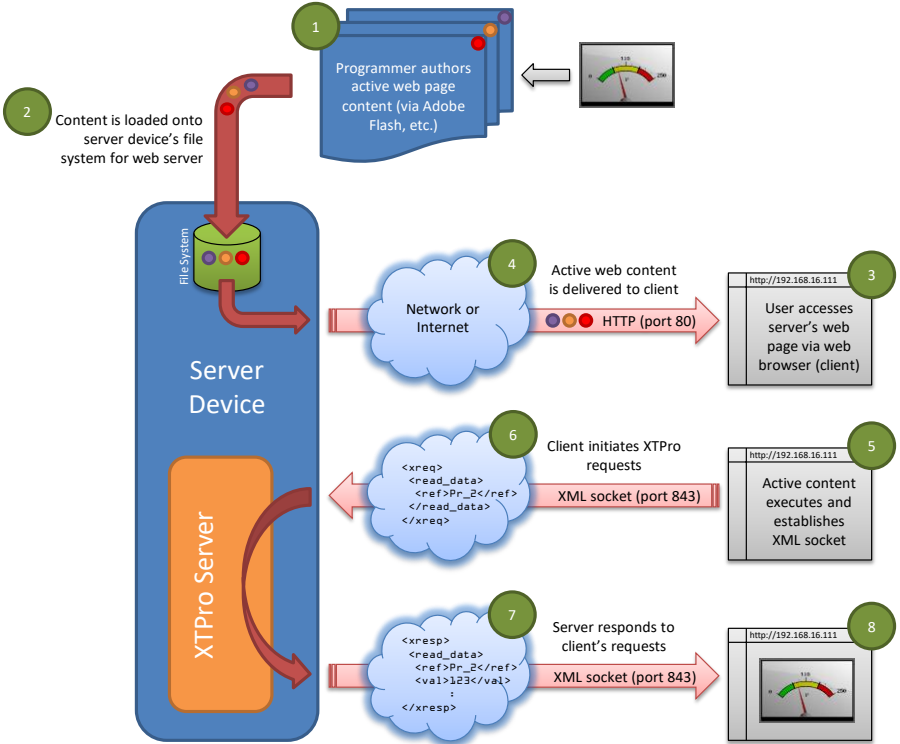 1
Programmer authors
active web page
content (via Adobe
Flash, etc.)
0
250
2
Content is loaded onto
server device's file
system for web server
File System
Server
Device
XTPro Server
Network or
Internet
4
Active web content
is delivered to client
HTTP (port 80)
3
http://192.168.16.111
User accesses
server's web
page via web
browser (client)
6
<xreq>
<read_data>
<ref>Pr_2</ref>
</read_data>
</xreq>
Client initiates XTPro
requests
XML socket (port 843)
5
http://192.168.16.111
Active content
executes and
establishes
XML socket
7
<xresp>
<read_data>
<ref>Pr_2</ref>
<val>123</val>
:
</xresp>
Server responds to
client's requests
XML socket (port 843)
8
http://192.168.16.111
0
250